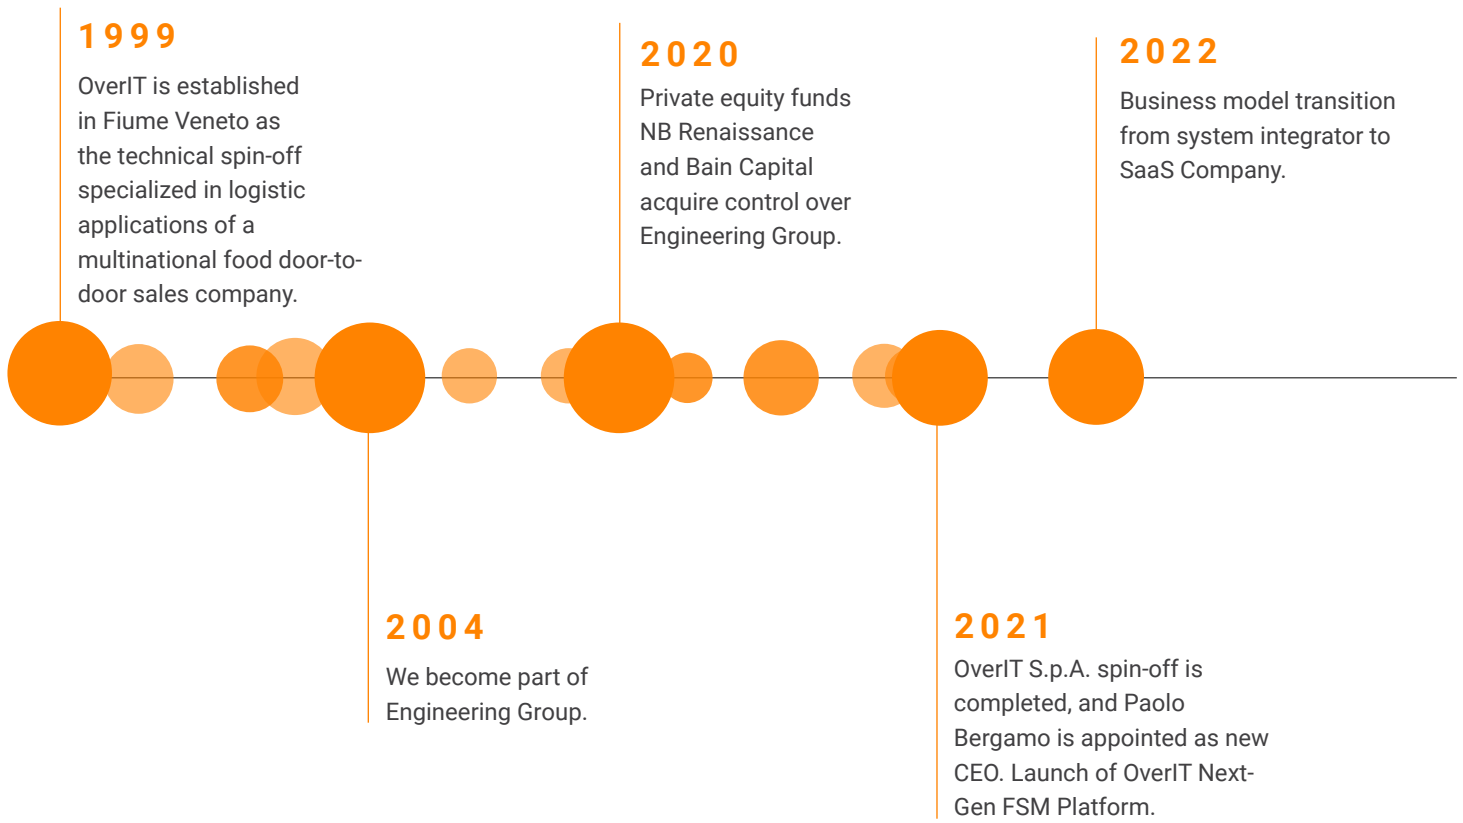 1999
OverIT is established
in Fiume Veneto as
the technical spin-off
specialized in logistic
applications of a
multinational food door-to-
door sales company.
2004
We become part of
Engineering Group.
2020
Private equity funds
NB Renaissance
and Bain Capital
acquire control over
Engineering Group.
2021
OverIT S.p.A. spin-off is
completed, and Paolo
Bergamo is appointed as new
CEO. Launch of OverIT Next-
Gen FSM Platform.
2022
Business model transition
from system integrator to
SaaS Company.